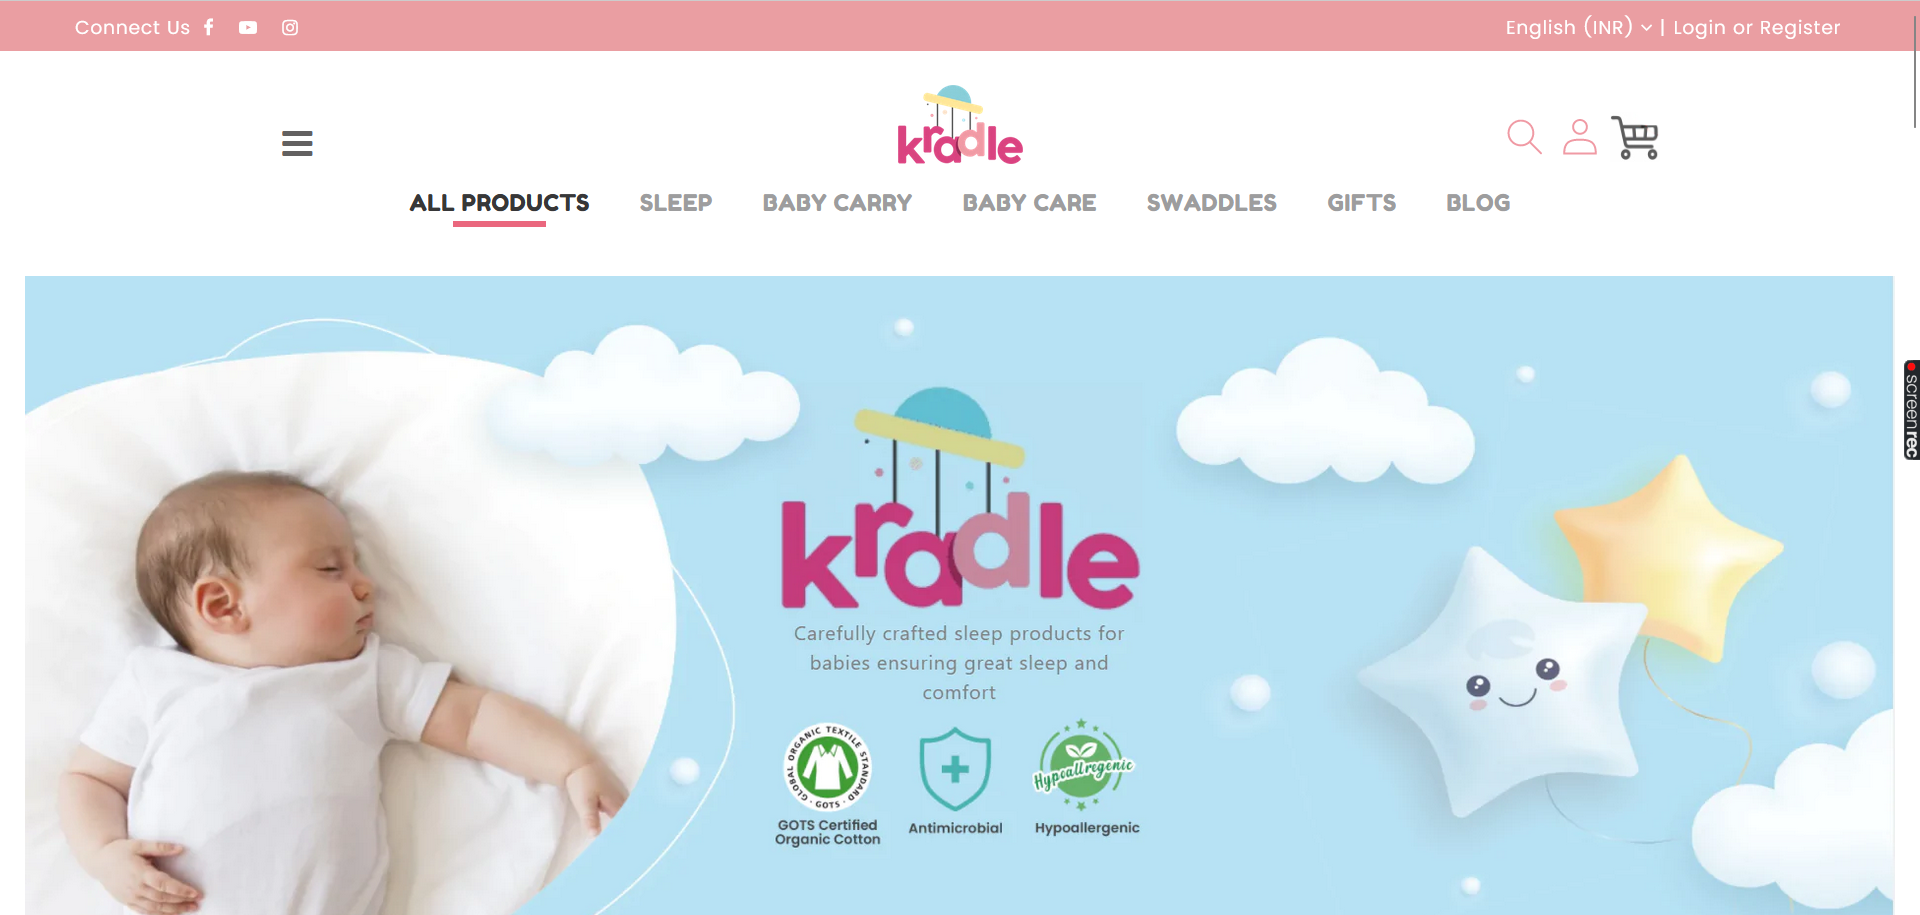 Connect Us
English (INR) | Login or Register
kradle
ALL PRODUCTS SLEEP BABY CARRY BABY CARE SWADDLES GIFTS BLOG
kradle
Carefully crafted sleep products for
babies ensuring great sleep and
comfort
GLOBAL ORGANIC TEXTILE STANDARD · GOTS ·
Hypoallregenic
GOTS Certified
Organic Cotton
Antimicrobial
Hypoallergenic
screenrec